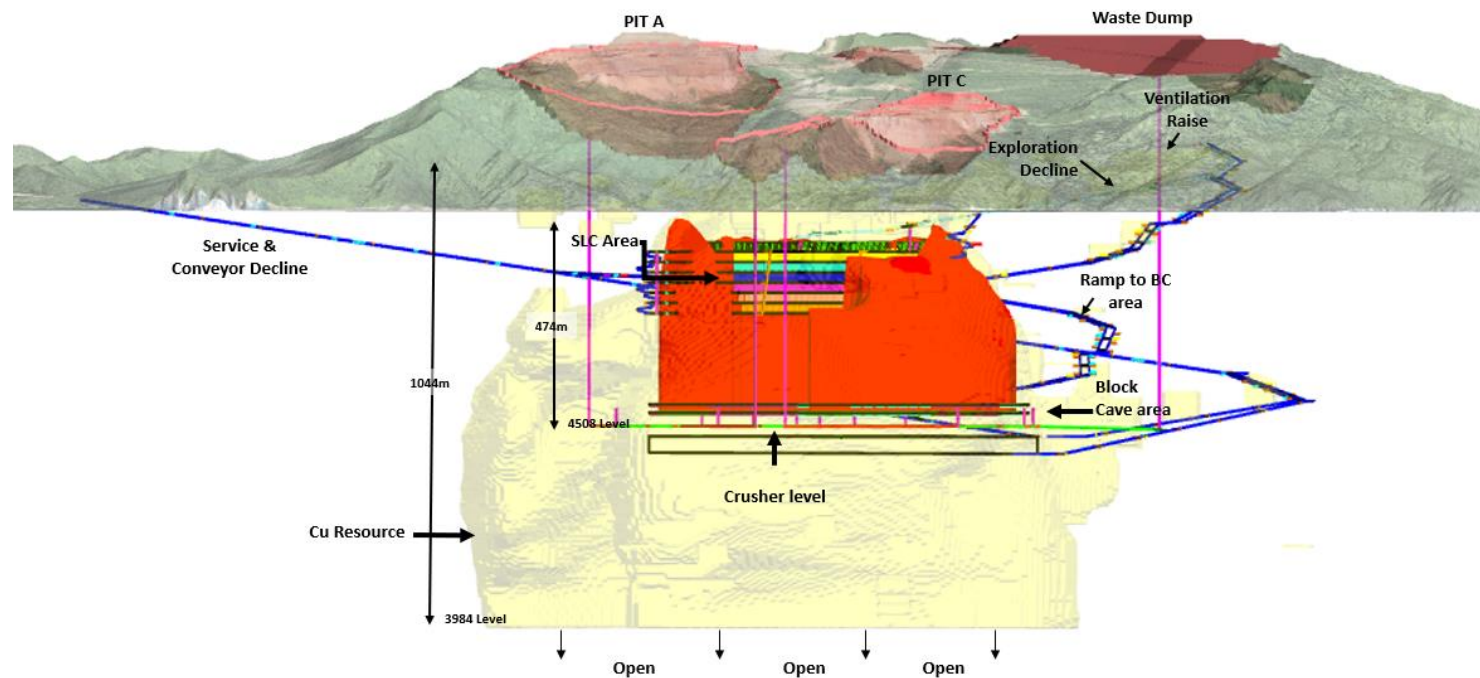 PIT A
Waste Dump
PIT C
Ventilation
Raise
Exploration
Decline
Service &
Conveyor Decline
SLC Area
Ramp to BC
area
474m
1044m
Block
Cave area
4508 Level
Crusher level
Cu Resource
3984 Level
Open
Open
Open